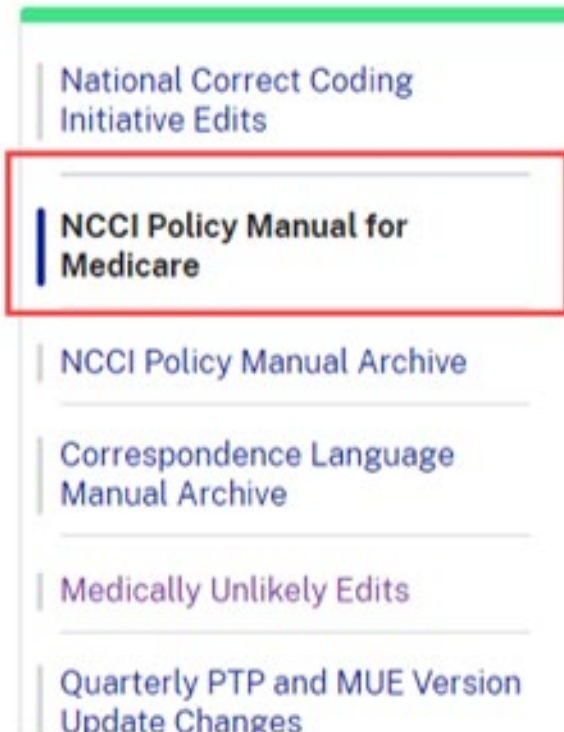 National Correct Coding
Initiative Edits
NCCI Policy Manual for
Medicare
NCCI Policy Manual Archive
Correspondence Language
Manual Archive
Medically Unlikely Edits
Quarterly PTP and MUE Version
Update Changes